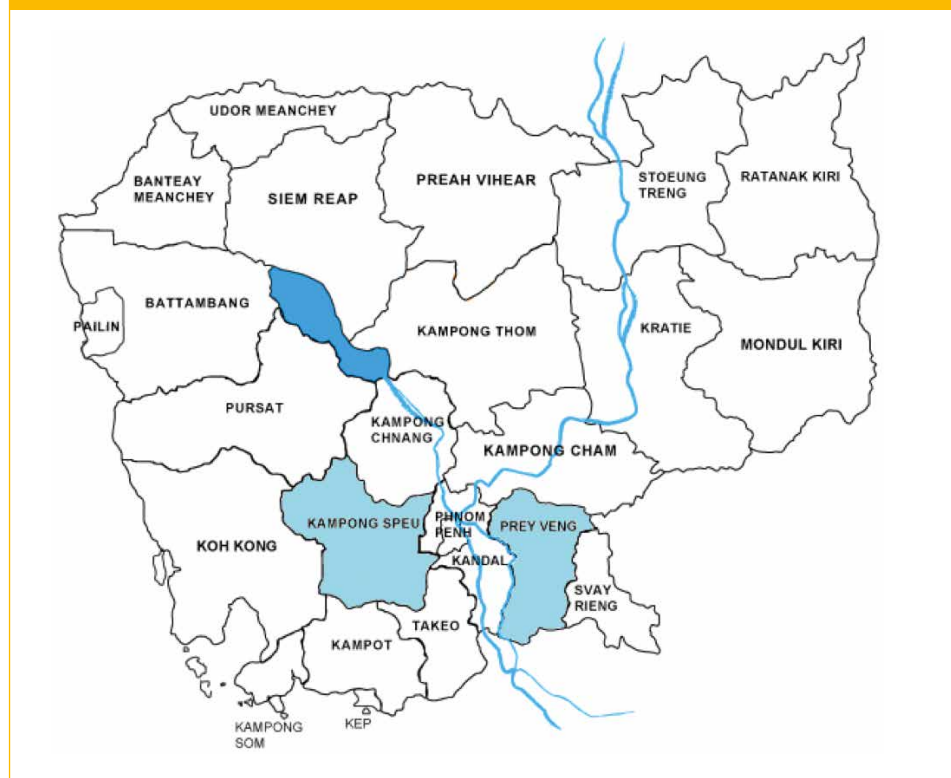 UDOR MEANCHEY
BANTEAY
MEANCHEY
SIEM REAP
PREAH VIHEAR
STOEUNG
TRENG
RATANAK KIRI
BATTAMBANG
PAILIN
KAMPONG THOM
KRATIE
MONDUL KIRI
PURSAT
KAMPONG
CHNANG
KAMPONG CHAM
KAMPONG SPEU
PHNOM
PENH
PREY VENG
KOH KONG
KANDAL
SVAY
RIENG
TAKEO
KAMPOT
KAMPONG
SOM
KEP